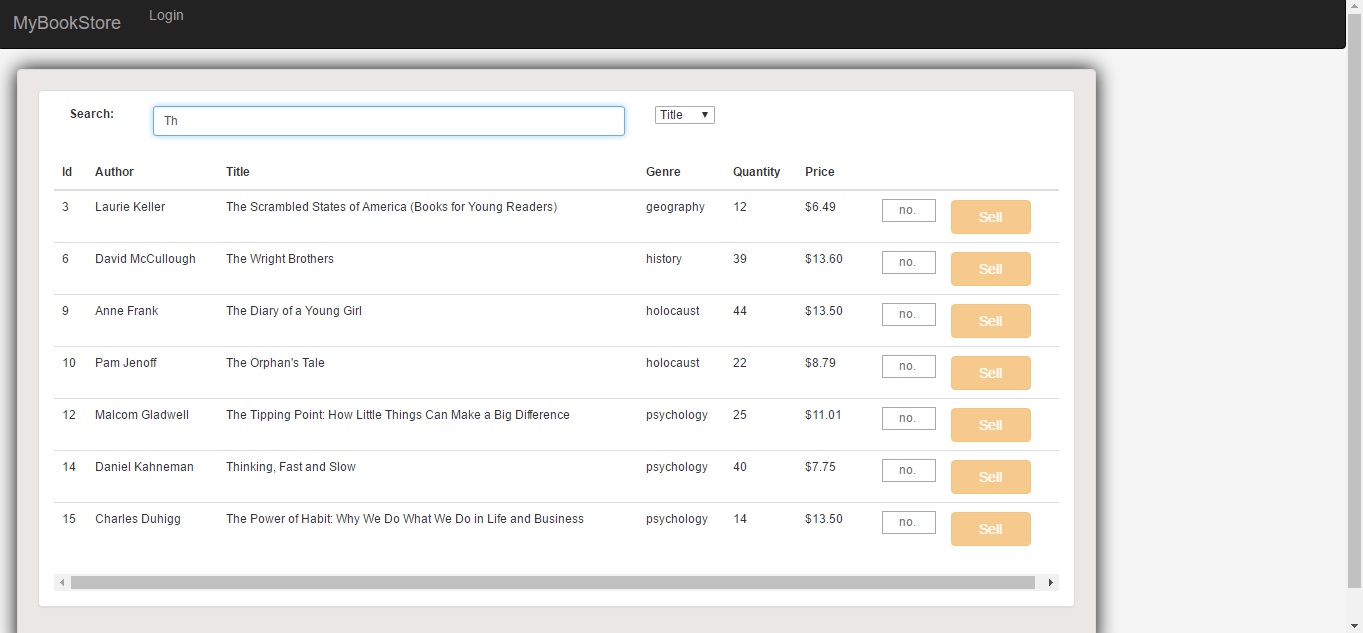 MyBookStore Login
Search: Th Title
Id Author Title Genre Quantity Price
3 Laurie Keller The Scrambled States of America (Books for Young Readers) geography 12 $6.49 no. Sell
6 David McCullough The Wright Brothers history 39 $13.60 no. Sell
9 Anne Frank The Diary of a Young Girl holocaust 44 $13.50 no. Sell
10 Pam Jenoff The Orphan's Tale holocaust 22 $8.79 no. Sell
12 Malcom Gladwell The Tipping Point: How Little Things Can Make a Big Difference psychology 25 $11.01 no. Sell
14 Daniel Kahneman Thinking, Fast and Slow psychology 40 $7.75 no. Sell
15 Charles Duhigg The Power of Habit: Why We Do What We Do in Life and Business psychology 14 $13.50 no. Sell